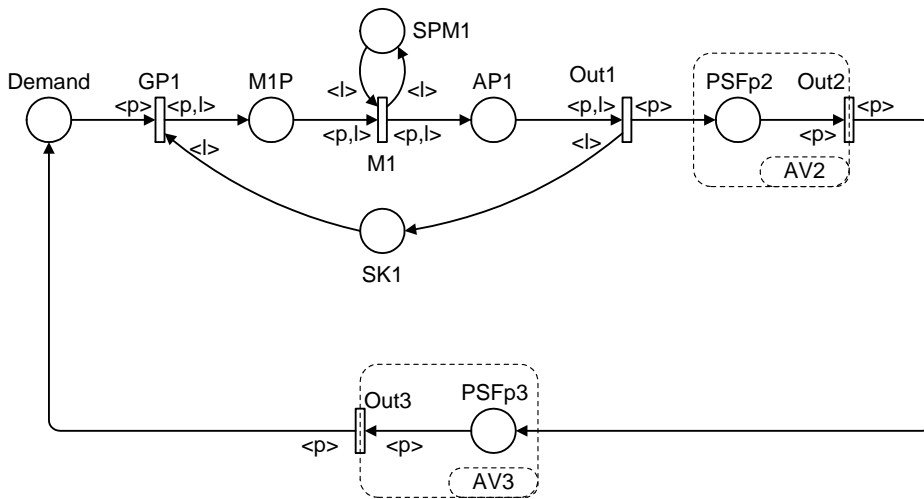 SPM1
Demand
GP1
M1P
AP1
Out1
PSFp2
Out2
<l>
<l>
<p>
<p,l>
<p,l>
<p>
<p>
<l>
<p,l>
<p,l>
<l>
<p>
M1
AV2
SK1
Out3
PSFp3
<p>
<p>
AV3